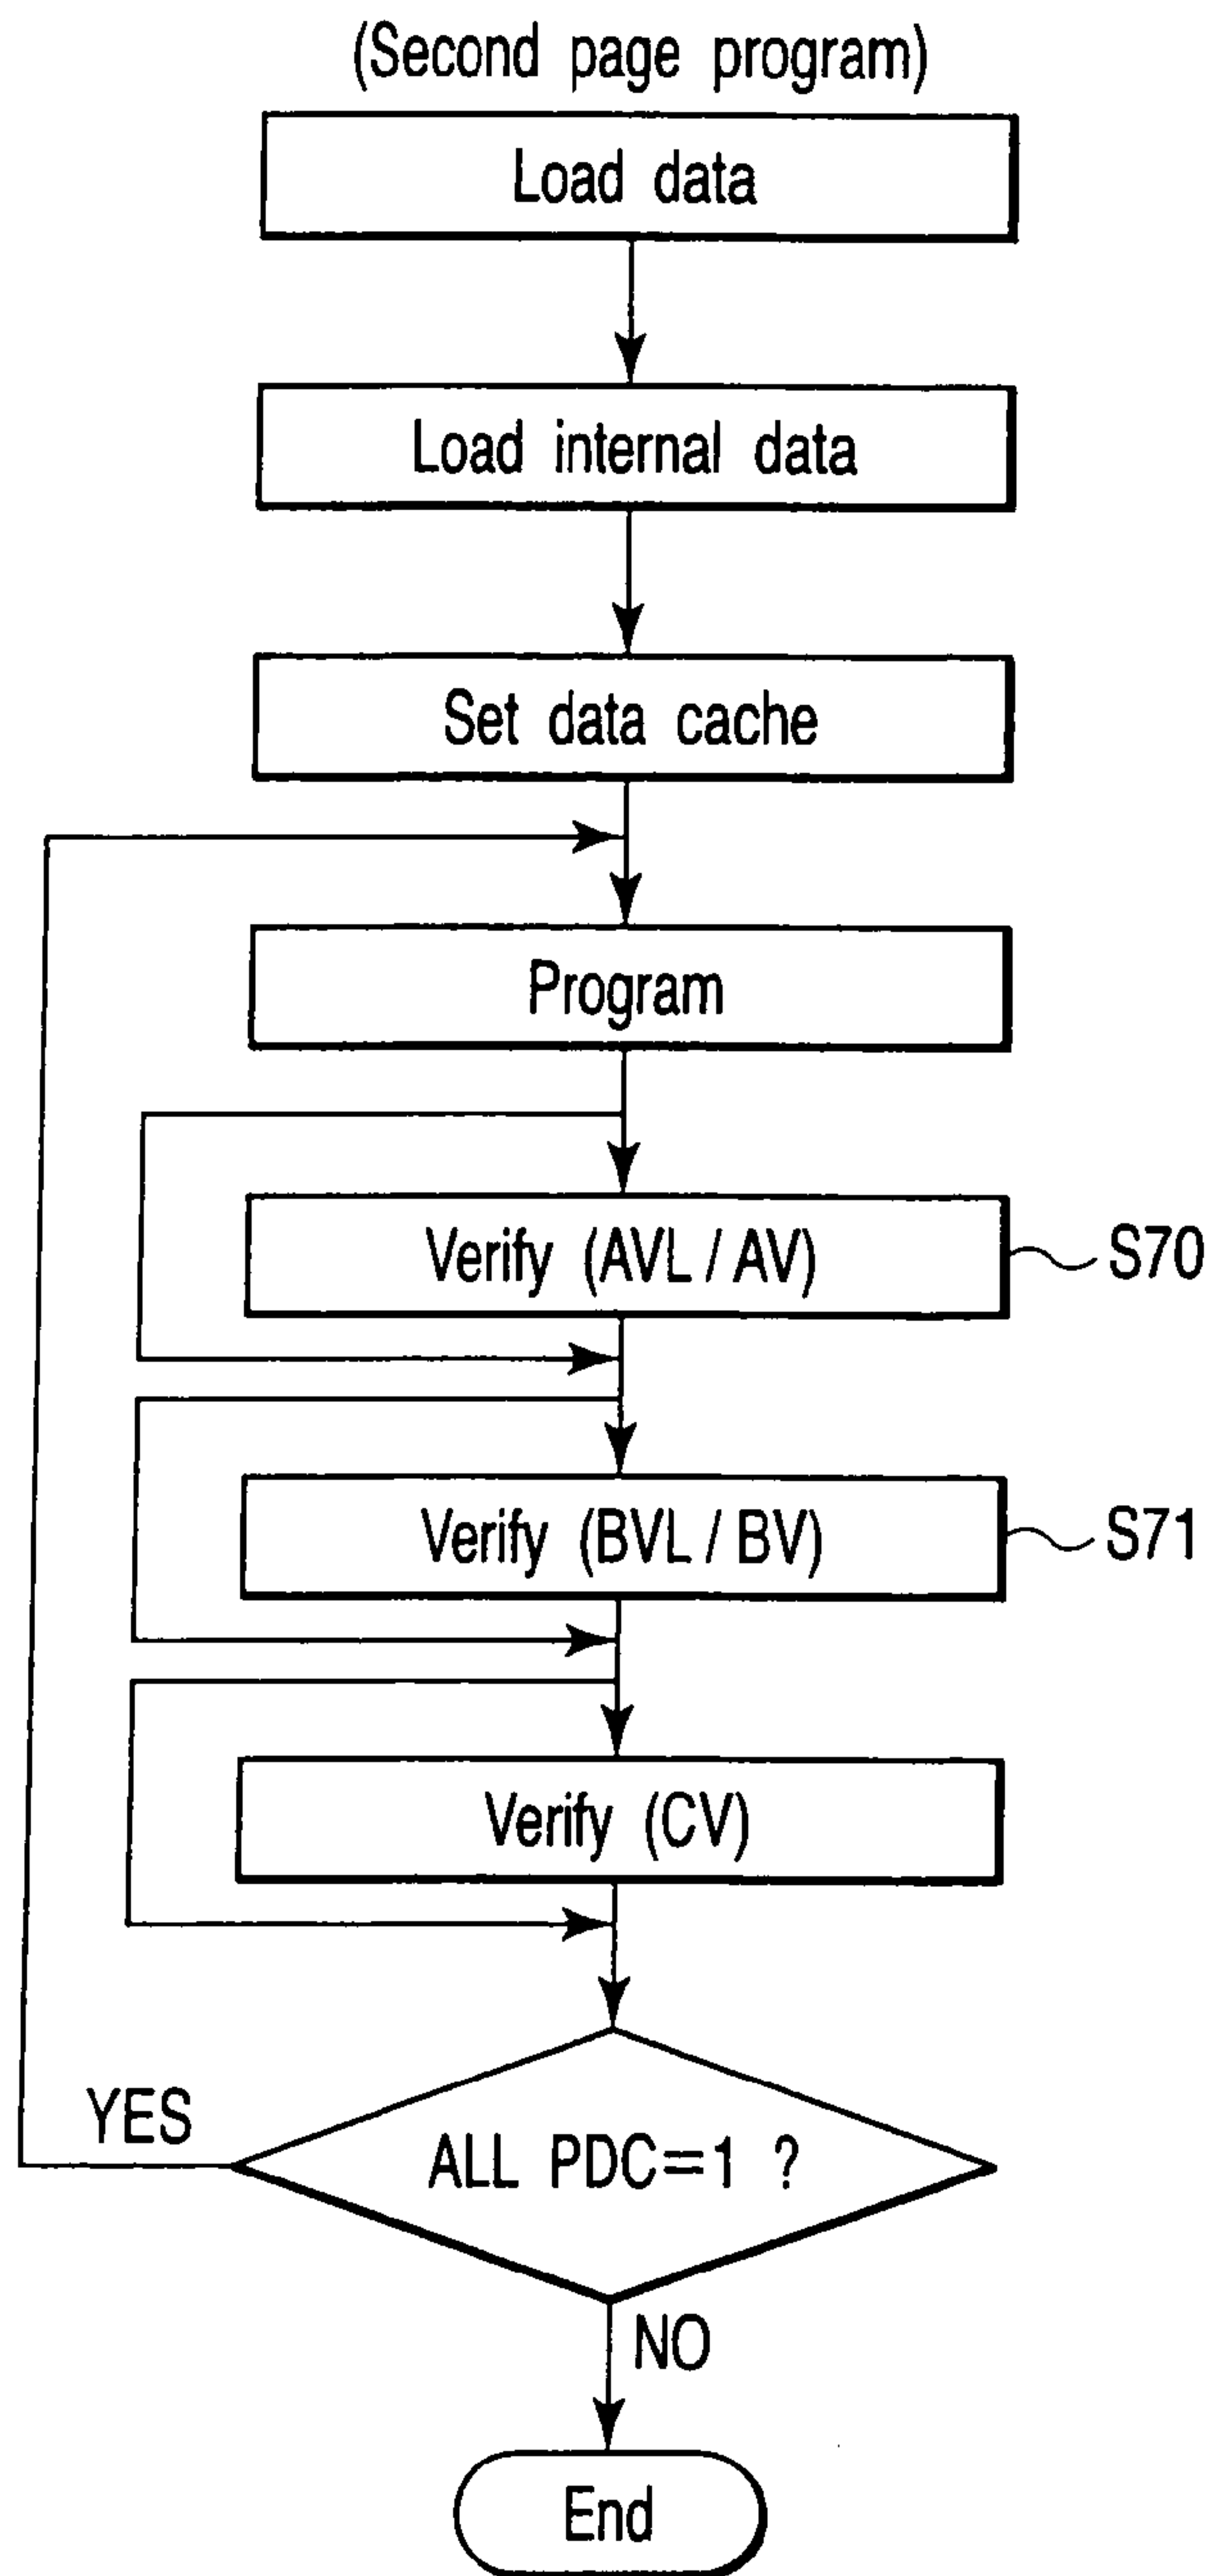 (Second page program)
Load data
Load internal data
Set data cache
Program
Verify (AVL / AV)
S70
Verify (BVL / BV)
S71
Verify (CV)
YES
ALL PDC=1 ?
NO
End